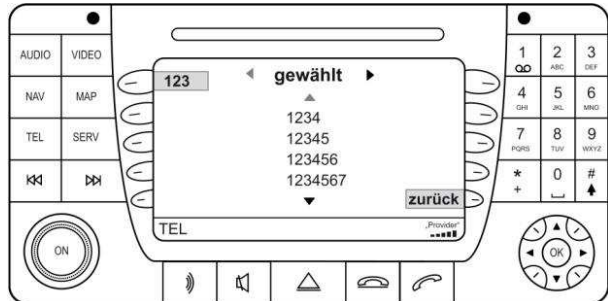 AUDIO VIDEO
NAV MAP
TEL SERV
ON
123
gewählt
1234
12345
123456
1234567
zurück
TEL
„Provider“
1 2 3
ABC DEF
4 5 6
GHI JKL MNO
7 8 9
PQRS TUV WXYZ
* 0 #
+
OK